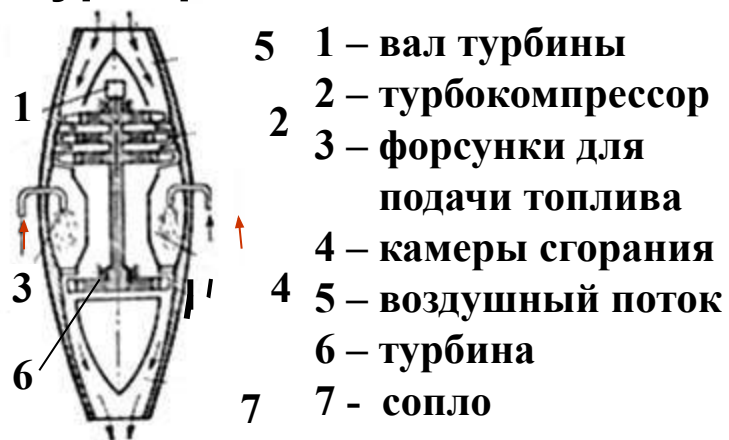 5
1 – вал турбины
1
2
2 – турбокомпрессор
3 – форсунки для
подачи топлива
4 – камеры сгорания
3
4
5 – воздушный поток
6 – турбина
6
7
7 - сопло